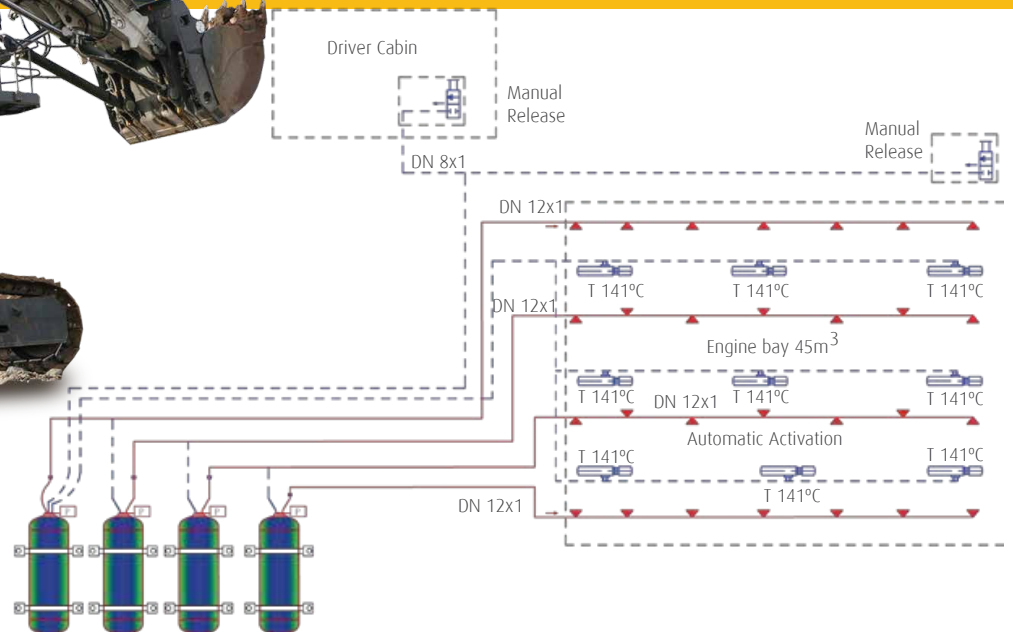 Driver Cabin
Manual
Release
Manual
Release
DN 8x1
DN 12x1
T 141ºC
T 141ºC
T 141ºC
DN 12x1
Engine bay 45m3
T 141ºC
T 141ºC
T 141ºC
DN 12x1
Automatic Activation
T 141ºC
T 141ºC
T 141ºC
DN 12x1
P
P
P
P